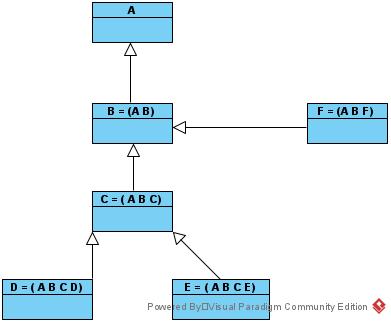 A
B = (A B)
F = (A B F)
C = ( A B C)
D = ( A B C D)
E = ( A B C E)
Powered By Visual Paradigm Community Edition